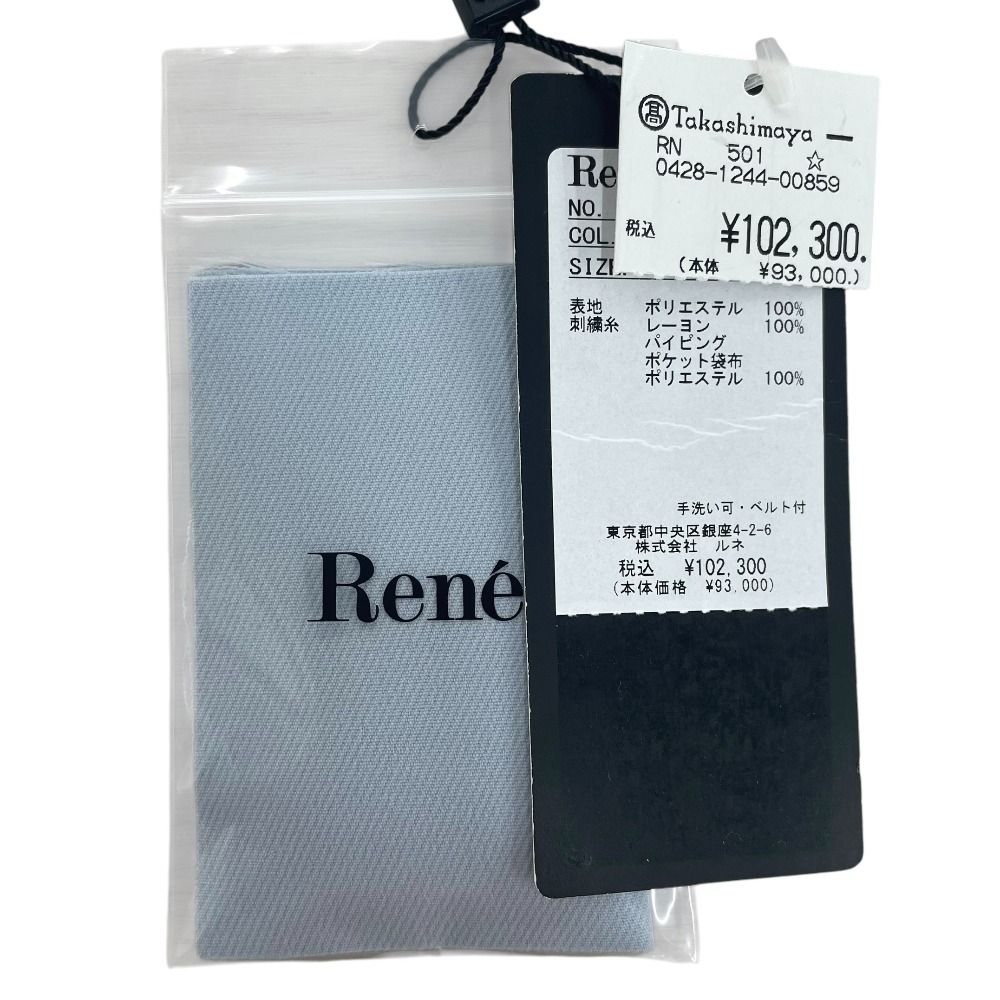 髙 Takashimaya
RN 501 ☆
0428-1244-00859
税込 ¥102,300.
(本体 ¥93,000.)
Re
NO.
COL.
SIZE
表地 ポリエステル 100%
刺繍糸 レーヨン 100%
パイピング
ポケット袋布
ポリエステル 100%
手洗い可・ベルト付
東京都中央区銀座4-2-6
株式会社 ルネ
税込 ¥102,300
(本体価格 ¥93,000)
René